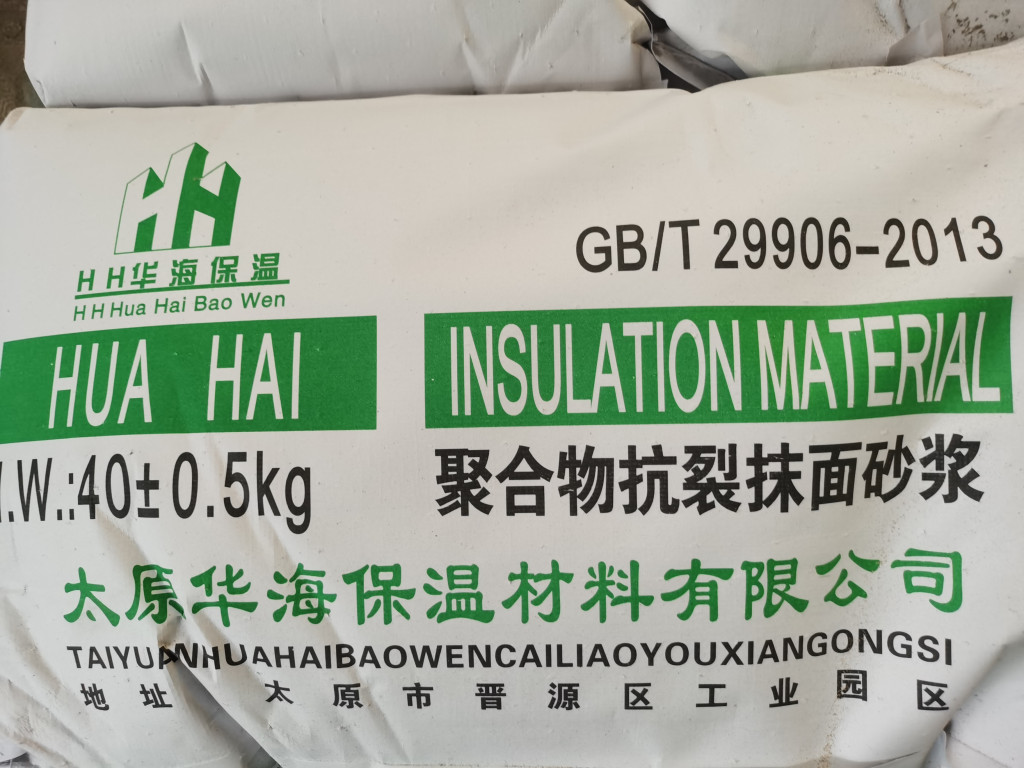 HH
HH华海保温
HH Hua Hai Bao Wen
GB/T 29906-2013
HUA HAI
INSULATION MATERIAL
.W.:40±0.5kg
聚合物抗裂抹面砂浆
太原华海保温材料有限公司
TAIYUANHUAHAIBAOWENCAILIAOYOUXIANGONGSI
地址 太原市晋源区工业园区